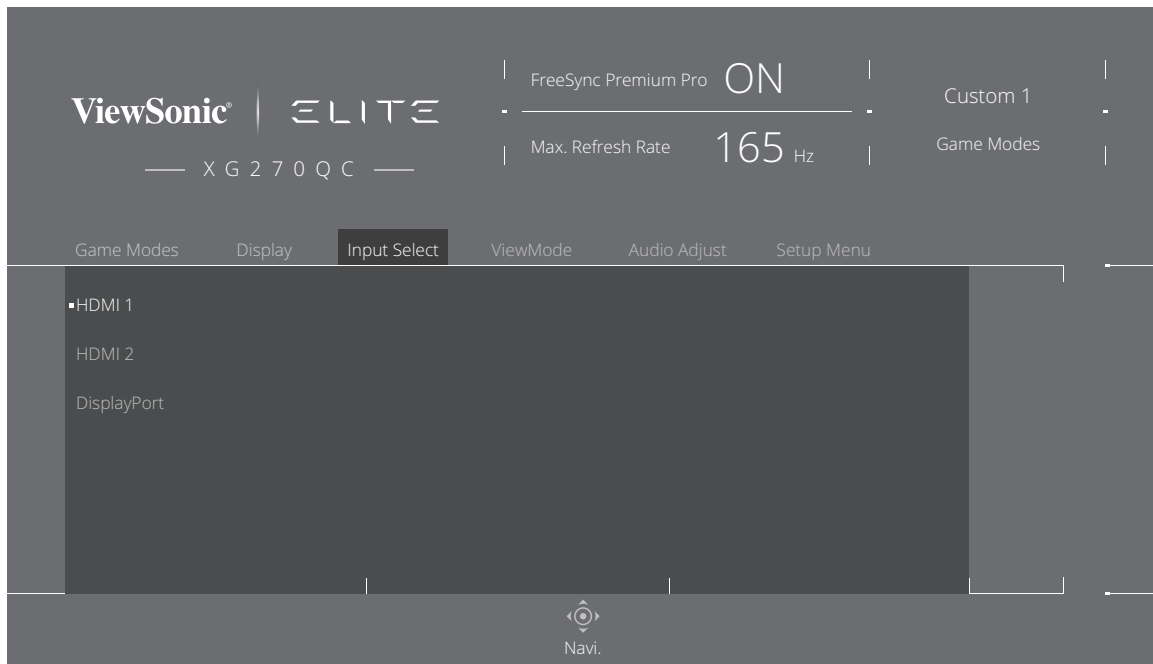 ViewSonic® ELITE
XG270QC
FreeSync Premium Pro ON
Max. Refresh Rate 165 Hz
Custom 1
Game Modes
Game Modes Display Input Select ViewMode Audio Adjust Setup Menu
HDMI 1
HDMI 2
DisplayPort
Navi.